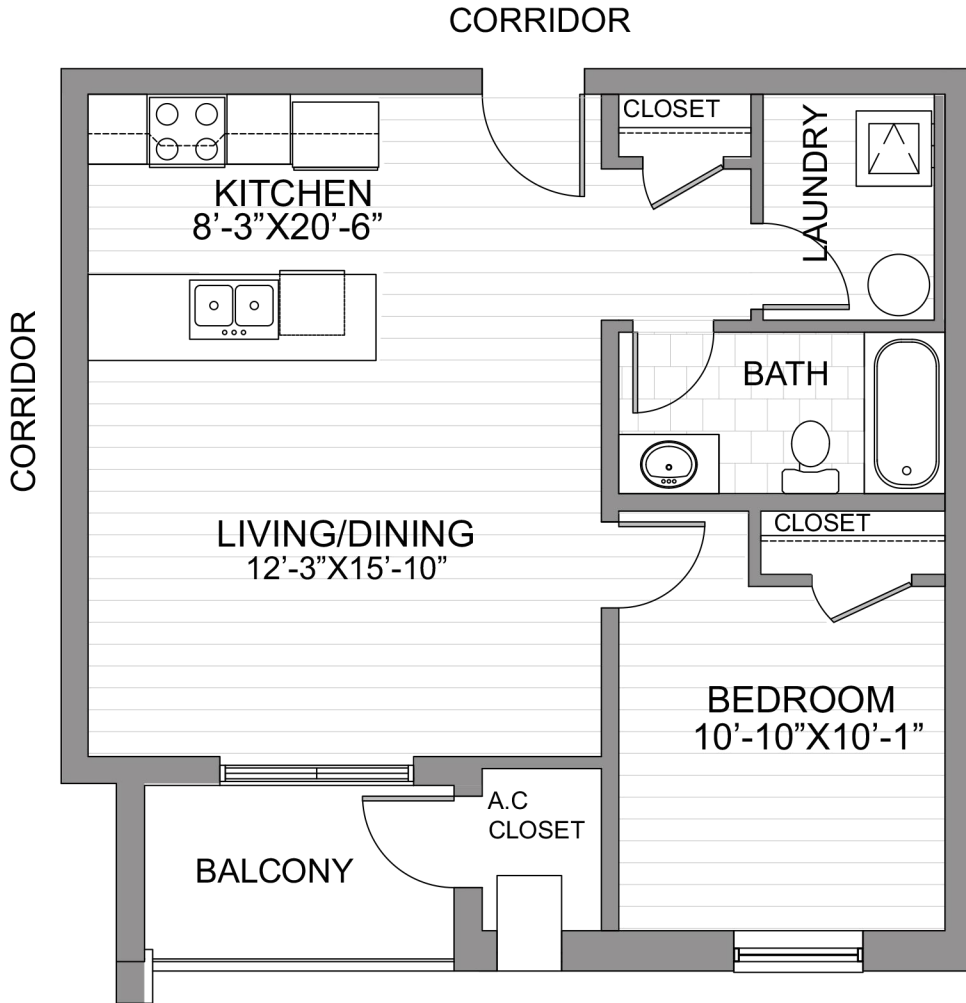 CORRIDOR
CLOSET
LAUNDRY
KITCHEN
8’-3”X20’-6”
CORRIDOR
BATH
CLOSET
LIVING/DINING
12’-3”X15’-10”
BEDROOM
10’-10”X10’-1”
A.C
CLOSET
BALCONY